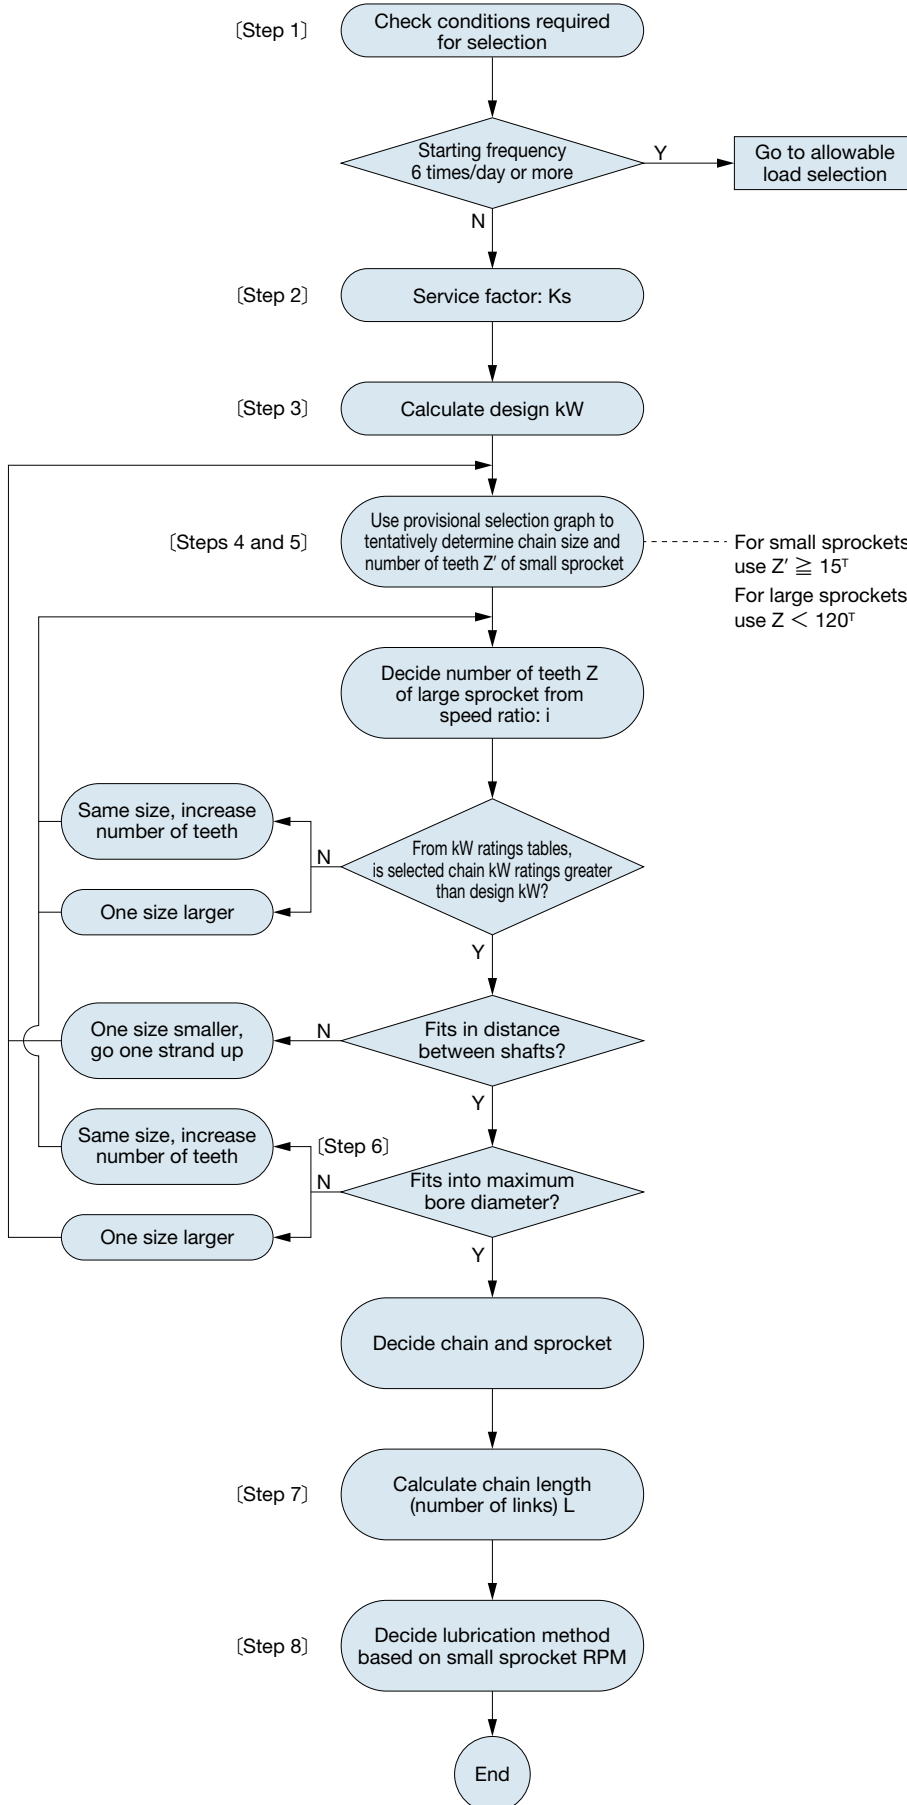 〔Step 1〕
Check conditions required
for selection
Starting frequency
6 times/day or more
Y
Go to allowable
load selection
N
〔Step 2〕
Service factor: Ks
〔Step 3〕
Calculate design kW
〔Steps 4 and 5〕
Use provisional selection graph to
tentatively determine chain size and
number of teeth Z' of small sprocket
For small sprockets
use Z' ≧ 15ᵀ
For large sprockets,
use Z < 120ᵀ
Decide number of teeth Z
of large sprocket from
speed ratio: i
Same size, increase
number of teeth
One size larger
N
From kW ratings tables,
is selected chain kW ratings greater
than design kW?
Y
One size smaller,
go one strand up
N
Fits in distance
between shafts?
Y
Same size, increase
number of teeth
〔Step 6〕
N
Fits into maximum
bore diameter?
One size larger
Y
Decide chain and sprocket
〔Step 7〕
Calculate chain length
(number of links) L
〔Step 8〕
Decide lubrication method
based on small sprocket RPM
End